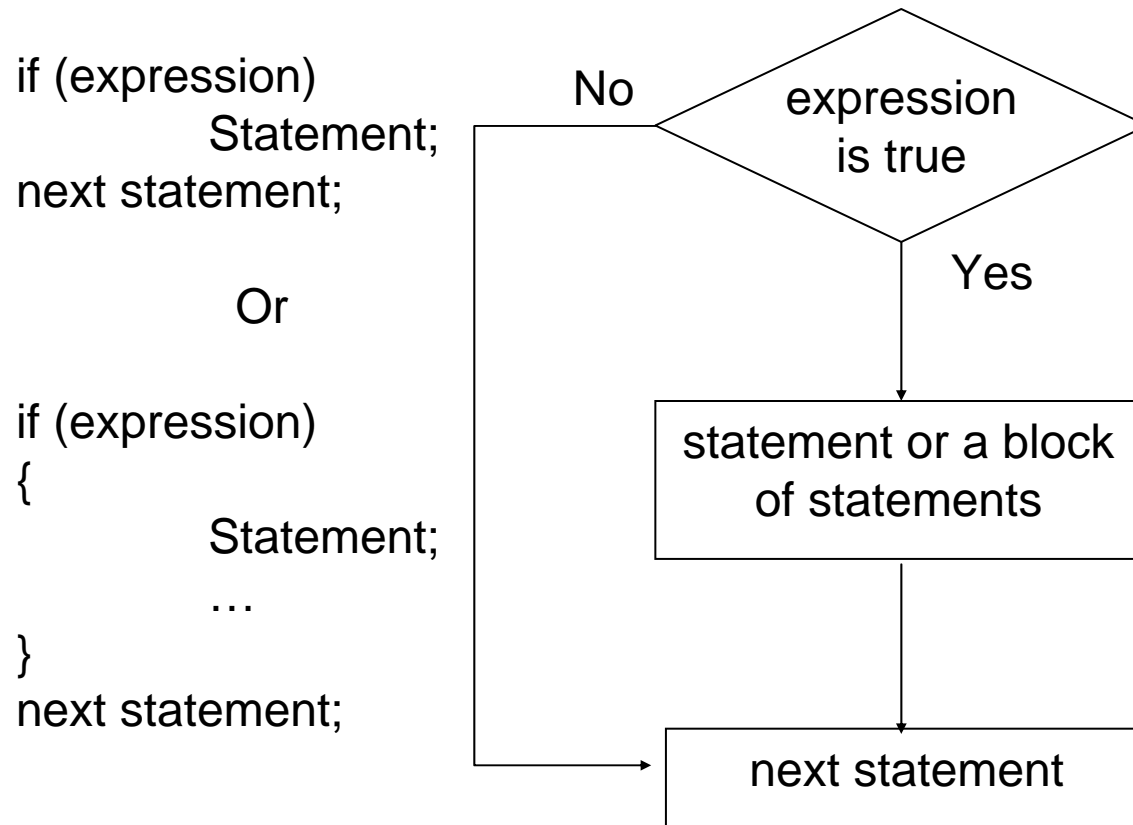 if (expression)
Statement;
next statement;
Or
if (expression)
{
Statement;
…
}
next statement;
No
expression
is true
Yes
statement or a block
of statements
next statement